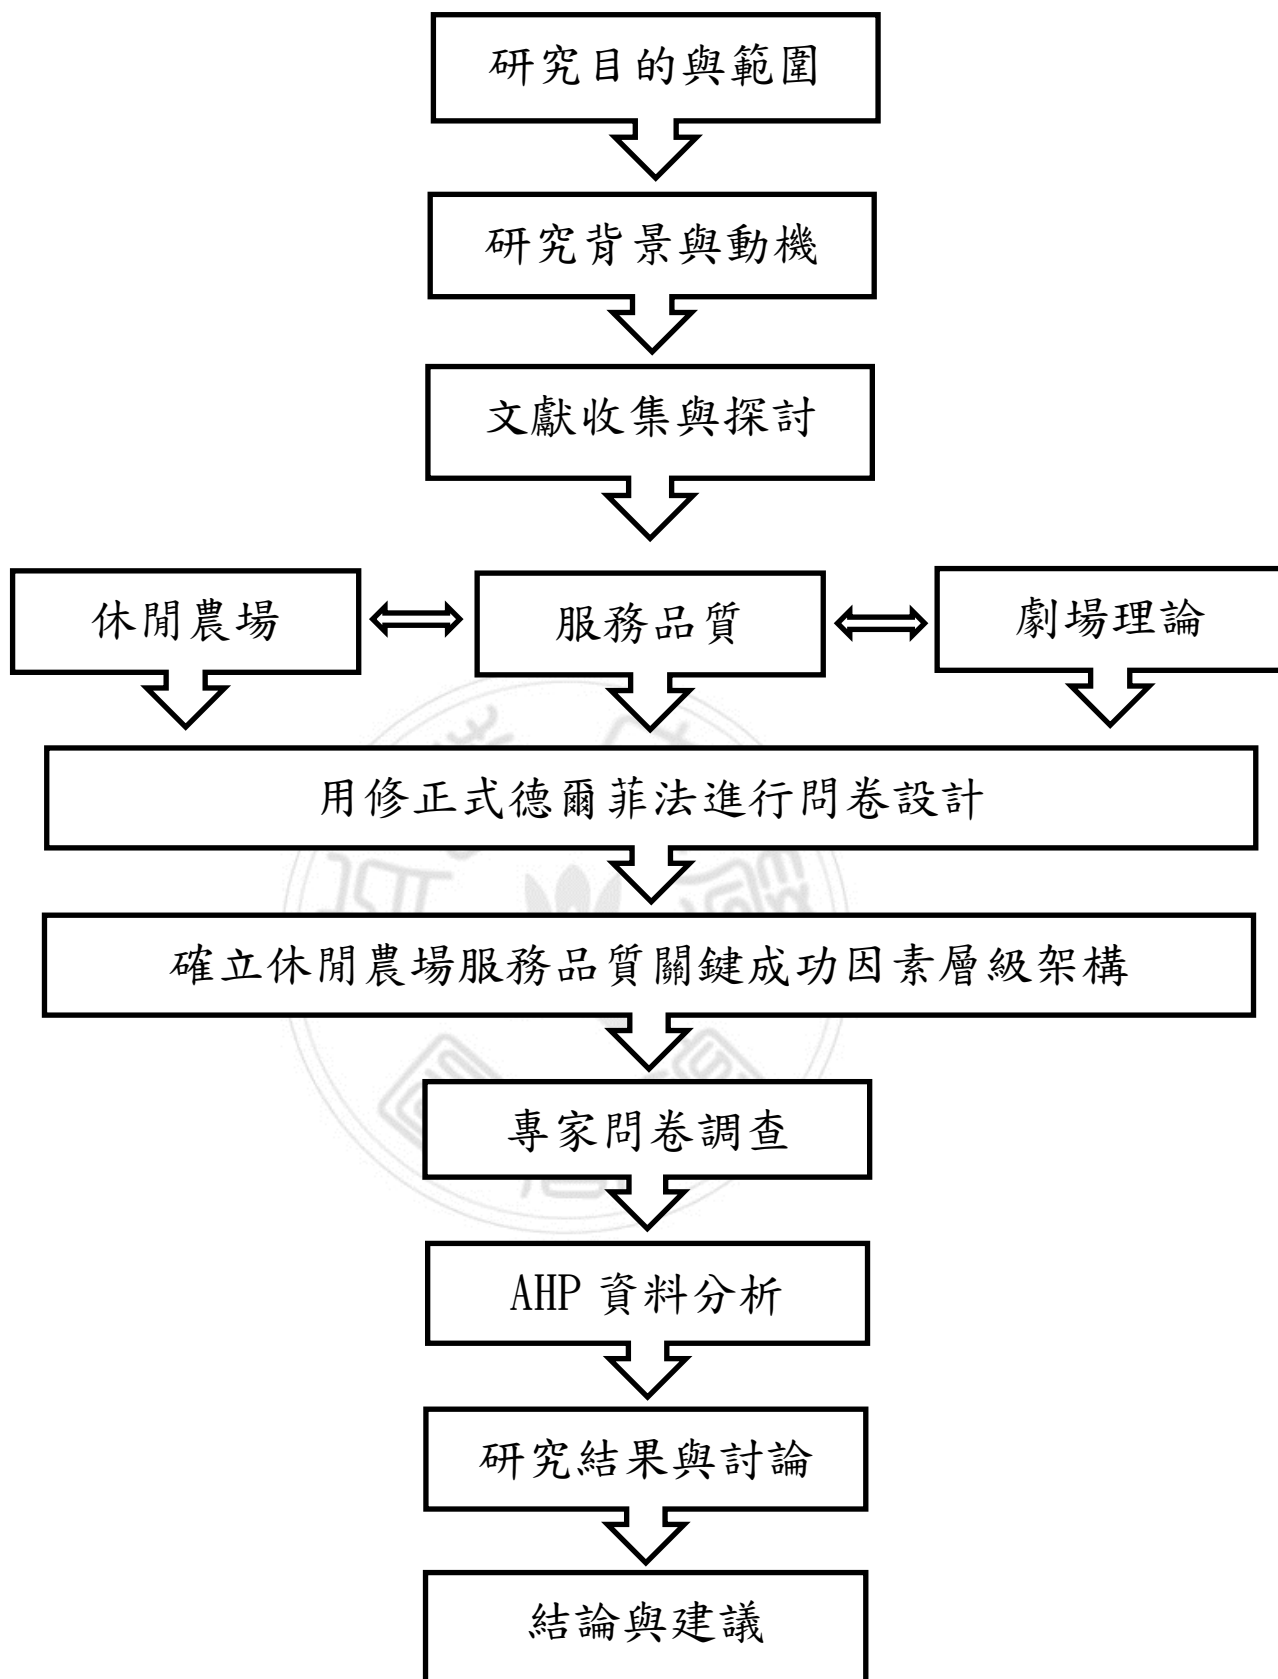 研究目的與範圍
研究背景與動機
文獻收集與探討
休閒農場
服務品質
劇場理論
用修正式德爾菲法進行問卷設計
確立休閒農場服務品質關鍵成功因素層級架構
專家問卷調查
AHP 資料分析
研究結果與討論
結論與建議